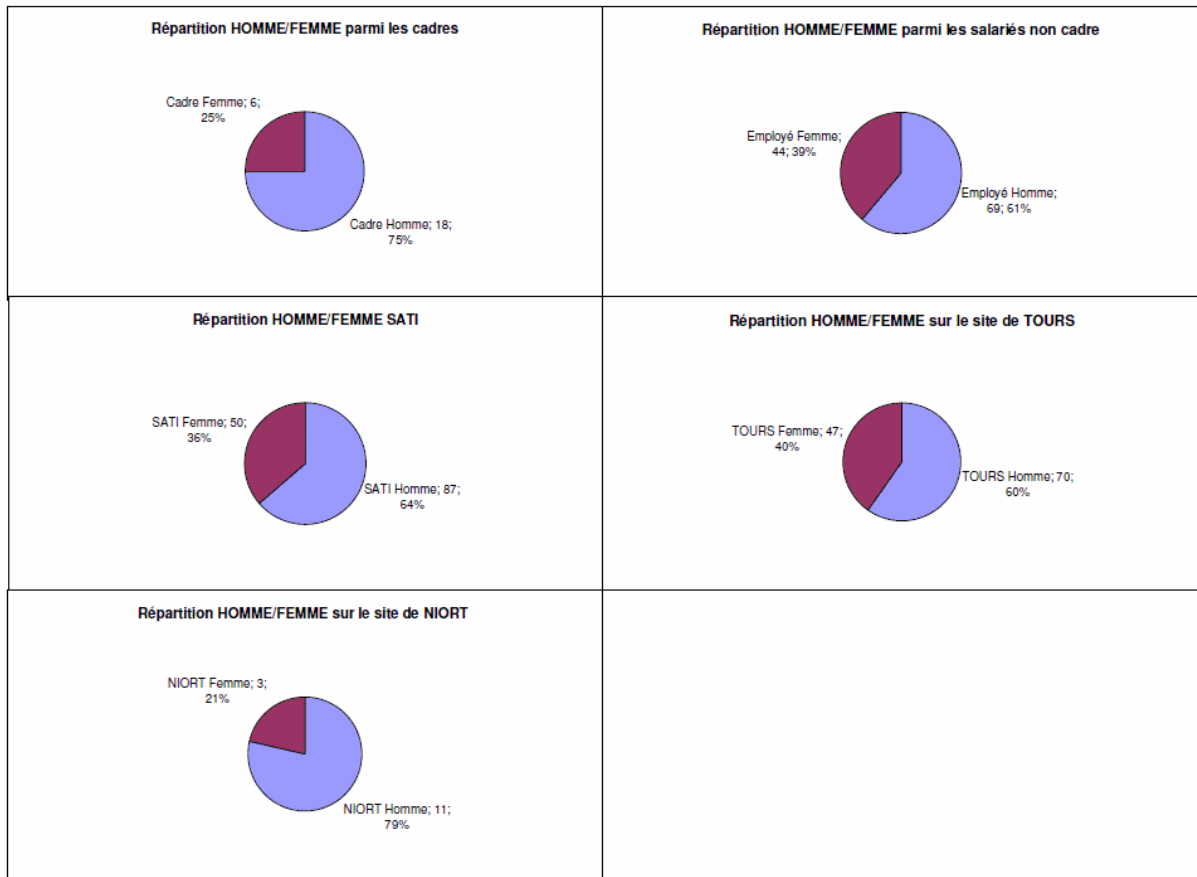 Répartition HOMME/FEMME parmi les cadres
Cadre Femme; 6;
25%
Cadre Homme; 18;
75%
Répartition HOMME/FEMME parmi les salariés non cadre
Employé Femme;
44; 39%
Employé Homme;
69; 61%
Répartition HOMME/FEMME SATI
SATI Femme; 50;
36%
SATI Homme; 87;
64%
Répartition HOMME/FEMME sur le site de TOURS
TOURS Femme; 47;
40%
TOURS Homme; 70;
60%
Répartition HOMME/FEMME sur le site de NIORT
NIORT Femme; 3;
21%
NIORT Homme; 11;
79%